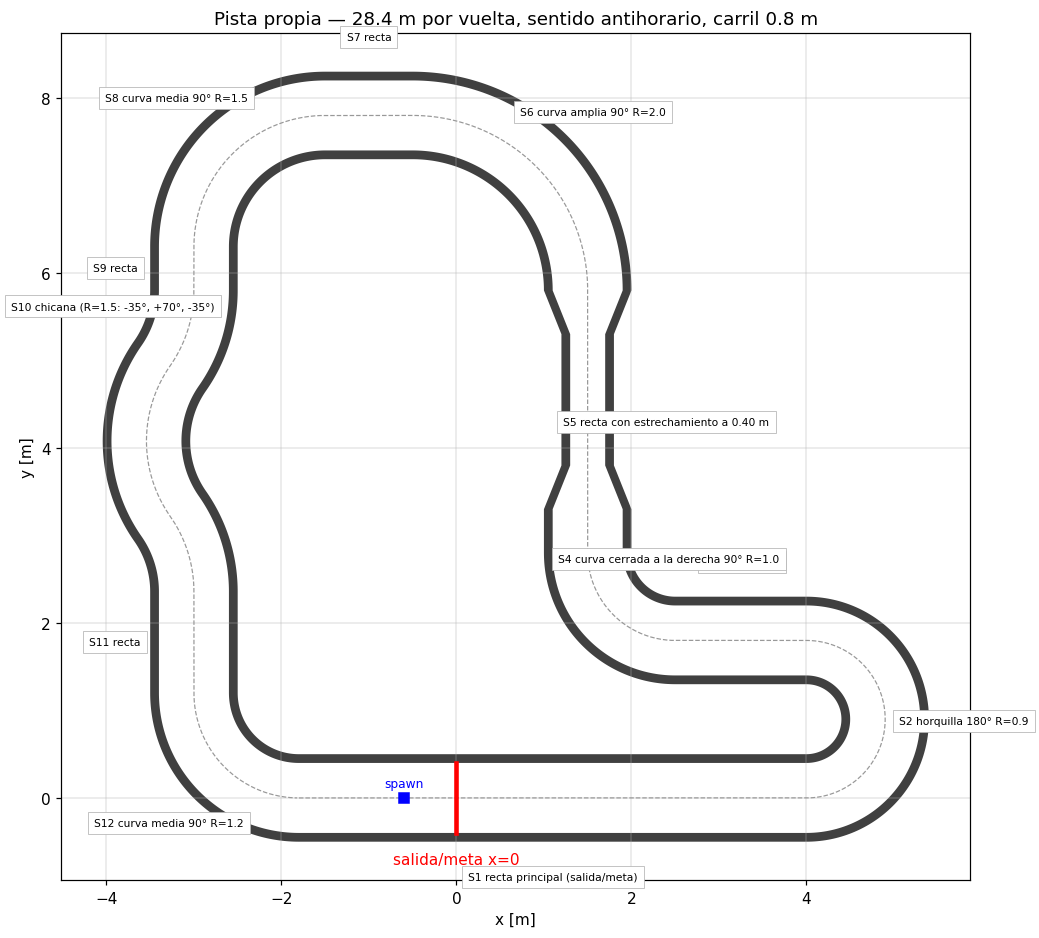 Pista propia — 28.4 m por vuelta, sentido antihorario, carril 0.8 m
S7 recta
S8 curva media 90° R=1.5
S6 curva amplia 90° R=2.0
S9 recta
S10 chicana (R=1.5: -35°, +70°, -35°)
S5 recta con estrechamiento a 0.40 m
S4 curva cerrada a la derecha 90° R=1.0
S11 recta
S2 horquilla 180° R=0.9
spawn
S12 curva media 90° R=1.2
salida/meta x=0
S1 recta principal (salida/meta)
y [m]
8
6
4
2
0
−4
−2
0
2
4
x [m]